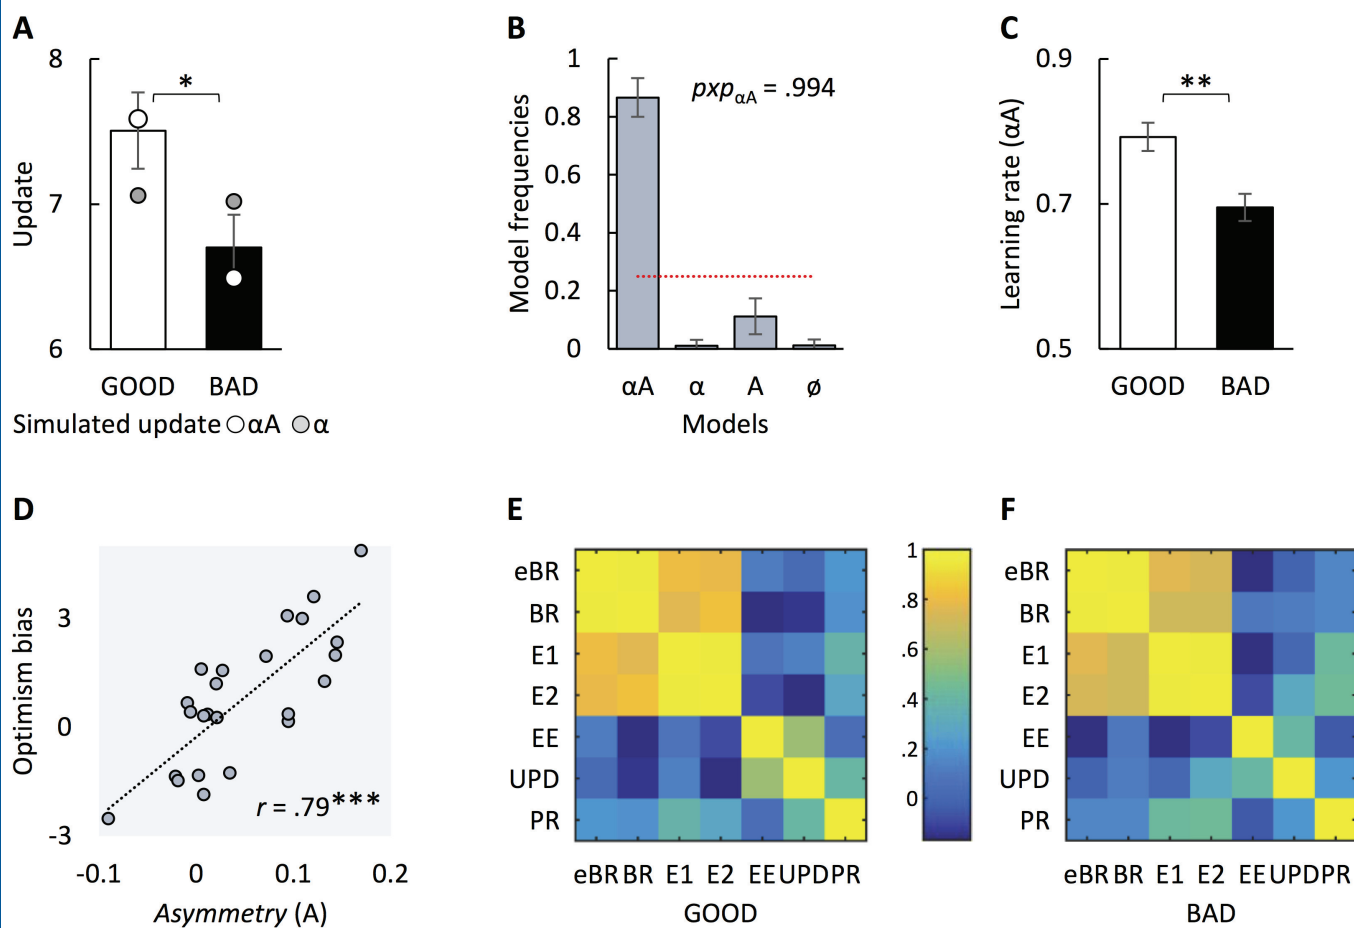 A
8
*
7
6
Update
GOOD BAD
Simulated update αA α
B
1
pxpαA = .994
0.8
0.6
0.4
0.2
0
Model frequencies
αA α A ø
Models
C
0.9
**
0.7
0.5
Learning rate (αA)
GOOD BAD
D
3
0
-3
Optimism bias
r = .79***
-0.1 0 0.1 0.2
Asymmetry (A)
E
eBR
BR
E1
E2
EE
UPD
PR
eBR BR E1 E2 EE UPD PR
GOOD
1
.8
.6
.4
.2
0
F
eBR
BR
E1
E2
EE
UPD
PR
eBR BR E1 E2 EE UPD PR
BAD